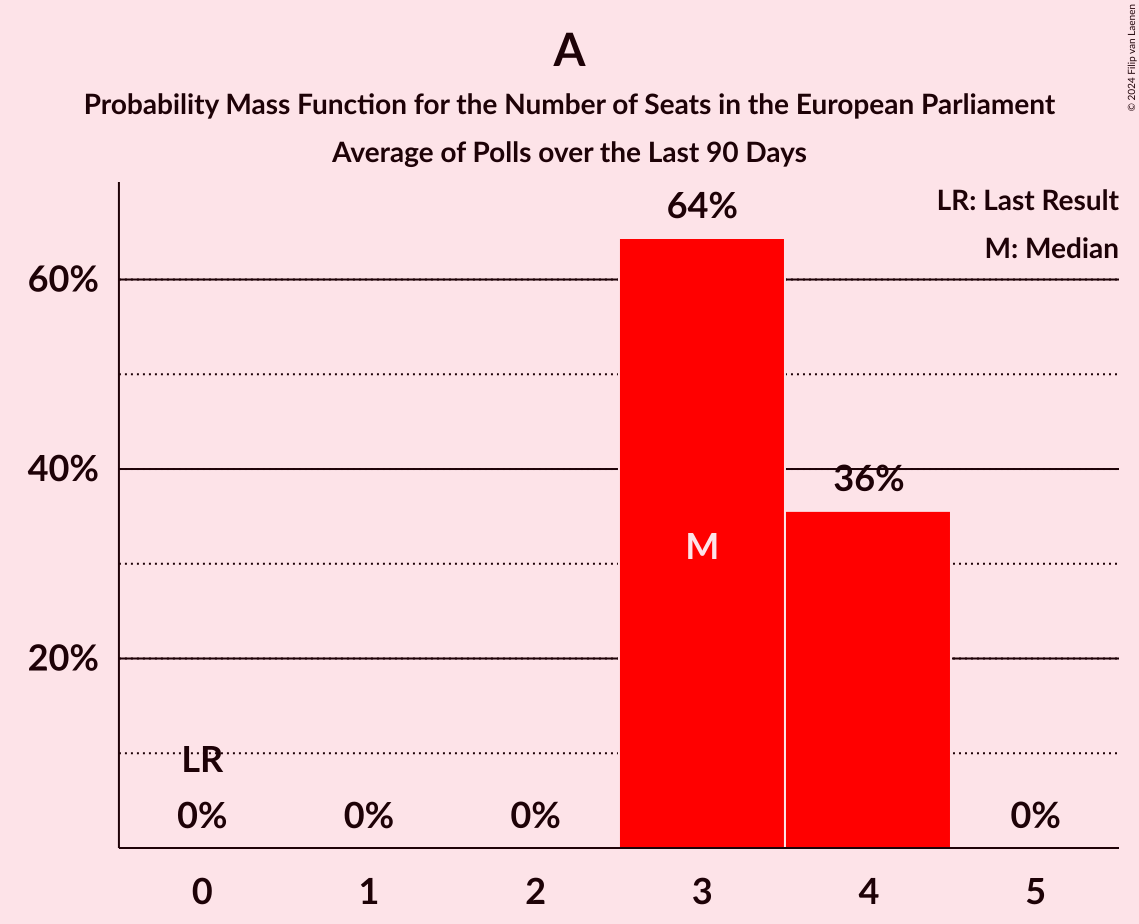 A
Probability Mass Function for the Number of Seats in the European Parliament
Average of Polls over the Last 90 Days
© 2024 Filip van Laenen
LR: Last Result
M: Median
64%
60%
40%
36%
M
20%
LR
0% 0% 0% 0%
0 1 2 3 4 5